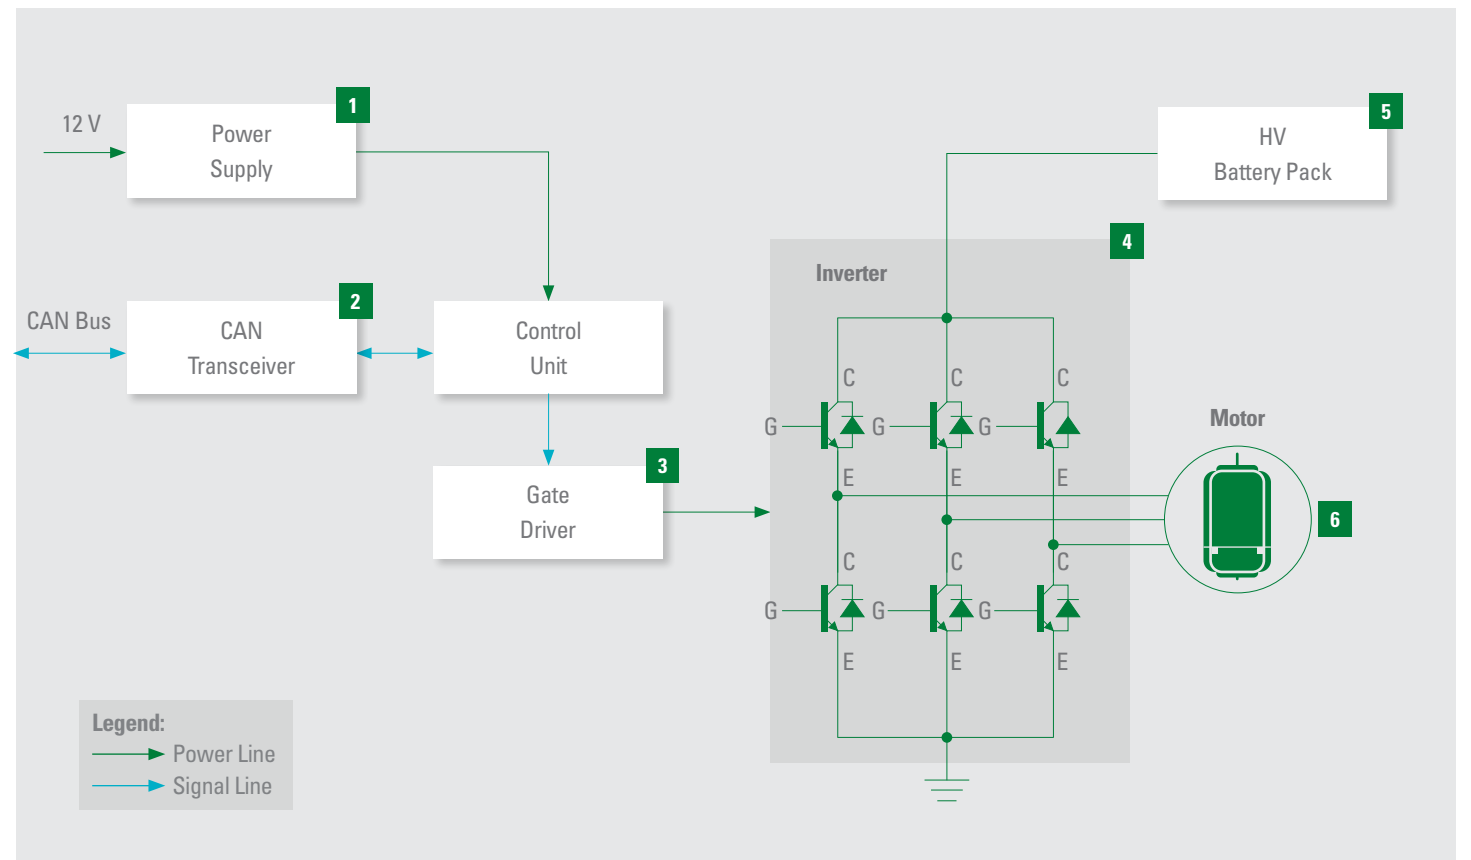 1
12 V
Power
Supply
5
HV
Battery Pack
4
Inverter
2
CAN Bus
CAN
Transceiver
Control
Unit
C C C
G G G
E E E
Motor
3
Gate
Driver
6
C C C
G G G
E E E
Legend:
Power Line
Signal Line